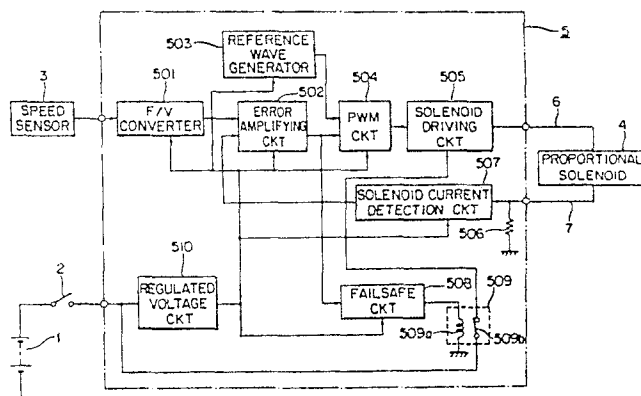 503
REFERENCE
WAVE
GENERATOR
5
3
SPEED
SENSOR
501
F/V
CONVERTER
502
ERROR
AMPLIFYING
CKT
504
PWM
CKT
505
SOLENOID
DRIVING
CKT
6
4
PROPORTIONAL
SOLENOID
507
SOLENOID CURRENT
DETECTION CKT
506
7
2
510
REGULATED
VOLTAGE
CKT
508
FAILSAFE
CKT
509
509a
509b
1